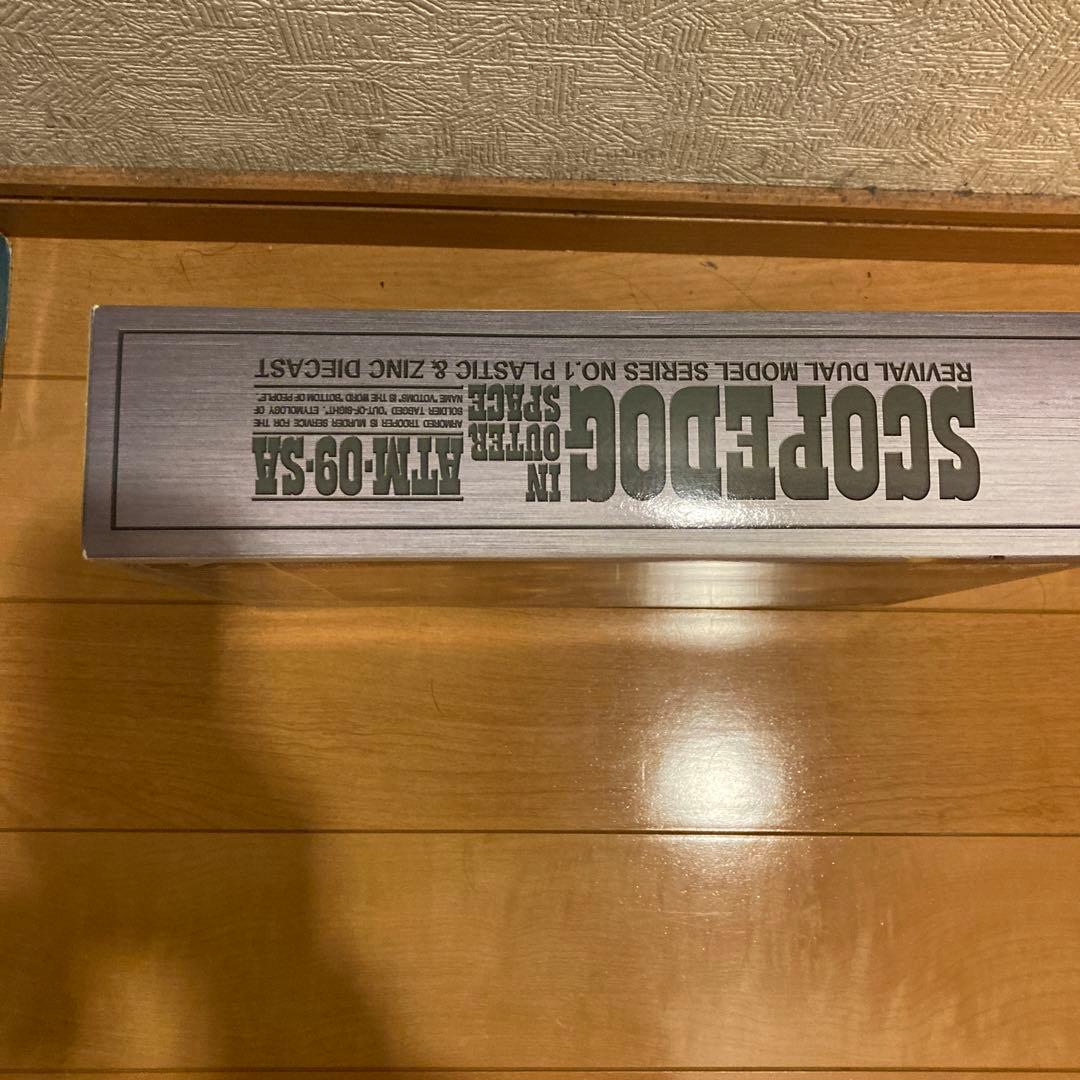 SCOPEDOG
IN
OUTER
SPACE
ATM-09-SA
ARMORED TROOPER IS MURDER SERVICE FOR THE
SOLDIER TABOED "OUT-OF-SIGHT". ETYMOLOGY OF
NAME "VOTOMS" IS THE WORD "BOTTOM OF PEOPLE".
REVIVAL DUAL MODEL SERIES NO.1 PLASTIC & ZINC DIECAST